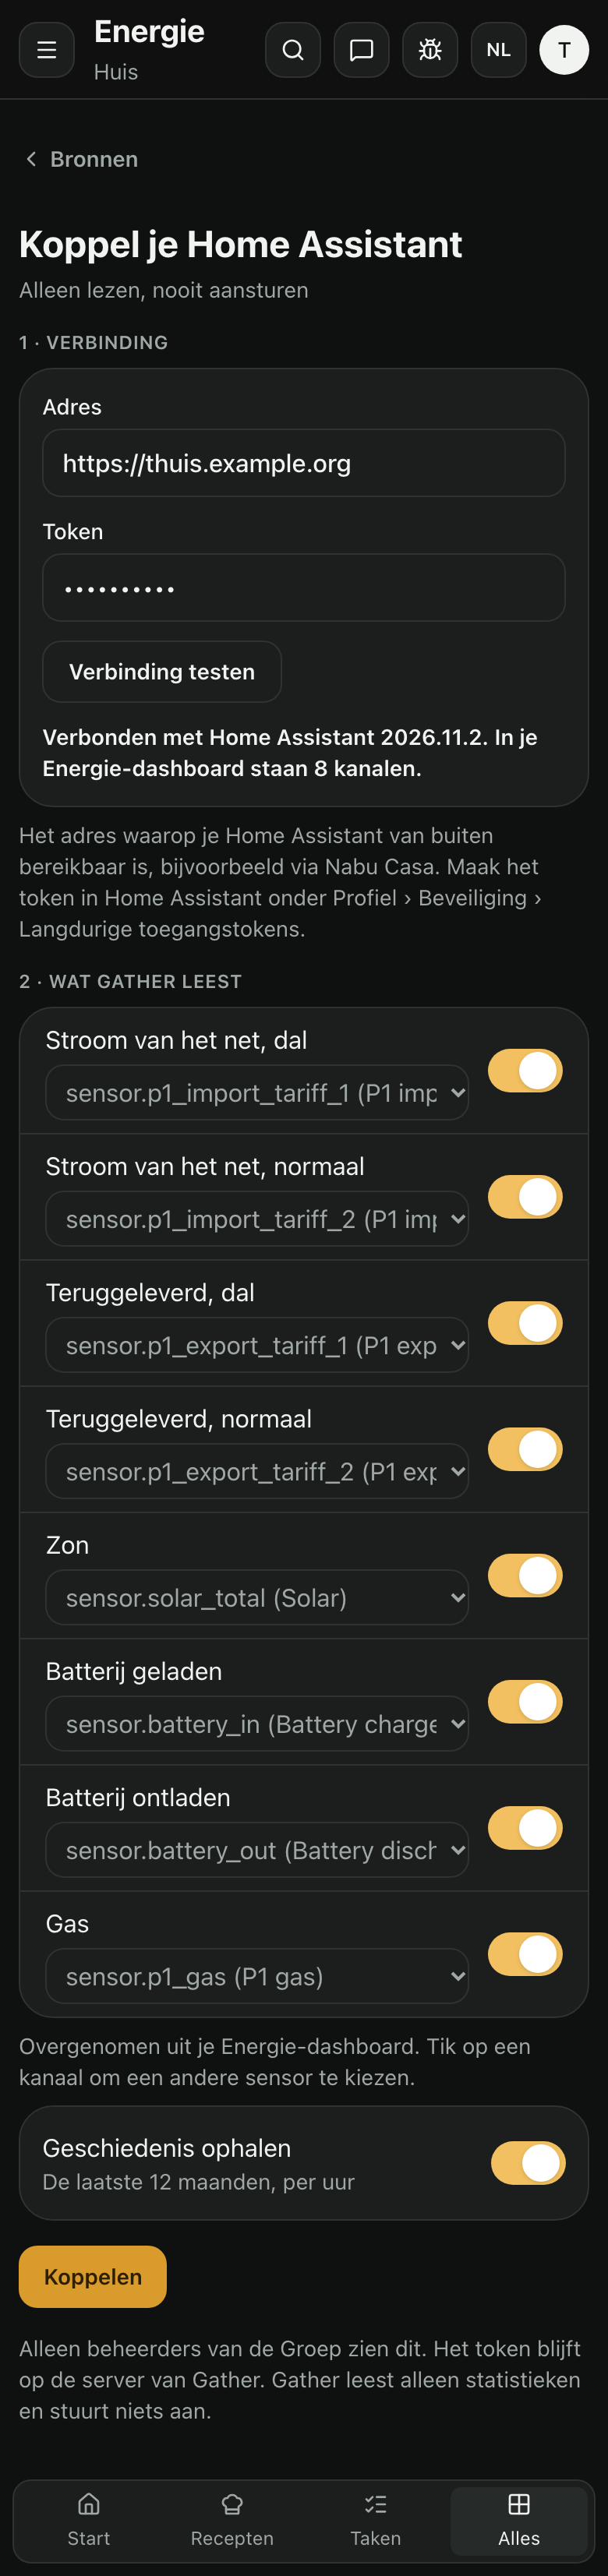 Energie
Huis
NL
T
Bronnen
Koppel je Home Assistant
Alleen lezen, nooit aansturen
1 · VERBINDING
Adres
https://thuis.example.org
Token
••••••••••
Verbinding testen
Verbonden met Home Assistant 2026.11.2. In je
Energie-dashboard staan 8 kanalen.
Het adres waarop je Home Assistant van buiten
bereikbaar is, bijvoorbeeld via Nabu Casa. Maak het
token in Home Assistant onder Profiel › Beveiliging ›
Langdurige toegangstokens.
2 · WAT GATHER LEEST
Stroom van het net, dal
sensor.p1_import_tariff_1 (P1 imp
Stroom van het net, normaal
sensor.p1_import_tariff_2 (P1 imp
Teruggeleverd, dal
sensor.p1_export_tariff_1 (P1 exp
Teruggeleverd, normaal
sensor.p1_export_tariff_2 (P1 exp
Zon
sensor.solar_total (Solar)
Batterij geladen
sensor.battery_in (Battery charge
Batterij ontladen
sensor.battery_out (Battery disch
Gas
sensor.p1_gas (P1 gas)
Overgenomen uit je Energie-dashboard. Tik op een
kanaal om een andere sensor te kiezen.
Geschiedenis ophalen
De laatste 12 maanden, per uur
Koppelen
Alleen beheerders van de Groep zien dit. Het token blijft
op de server van Gather. Gather leest alleen statistieken
en stuurt niets aan.
Start
Recepten
Taken
Alles